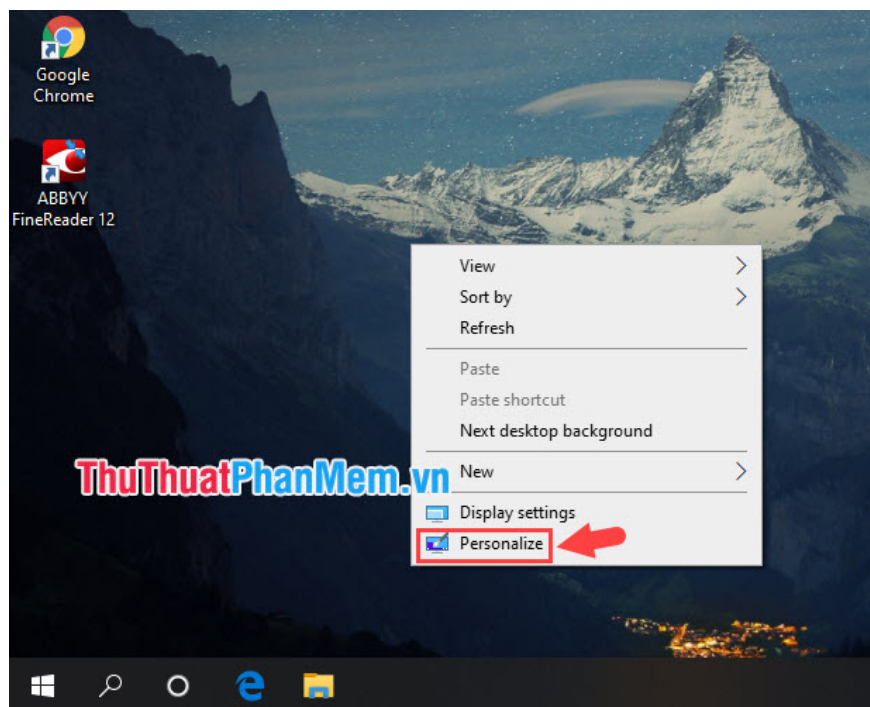 Google
Chrome
ABBYY
FineReader 12
View
Sort by
Refresh
Paste
Paste shortcut
Next desktop background
ThuThuatPhanMem.vn
New
Display settings
Personalize